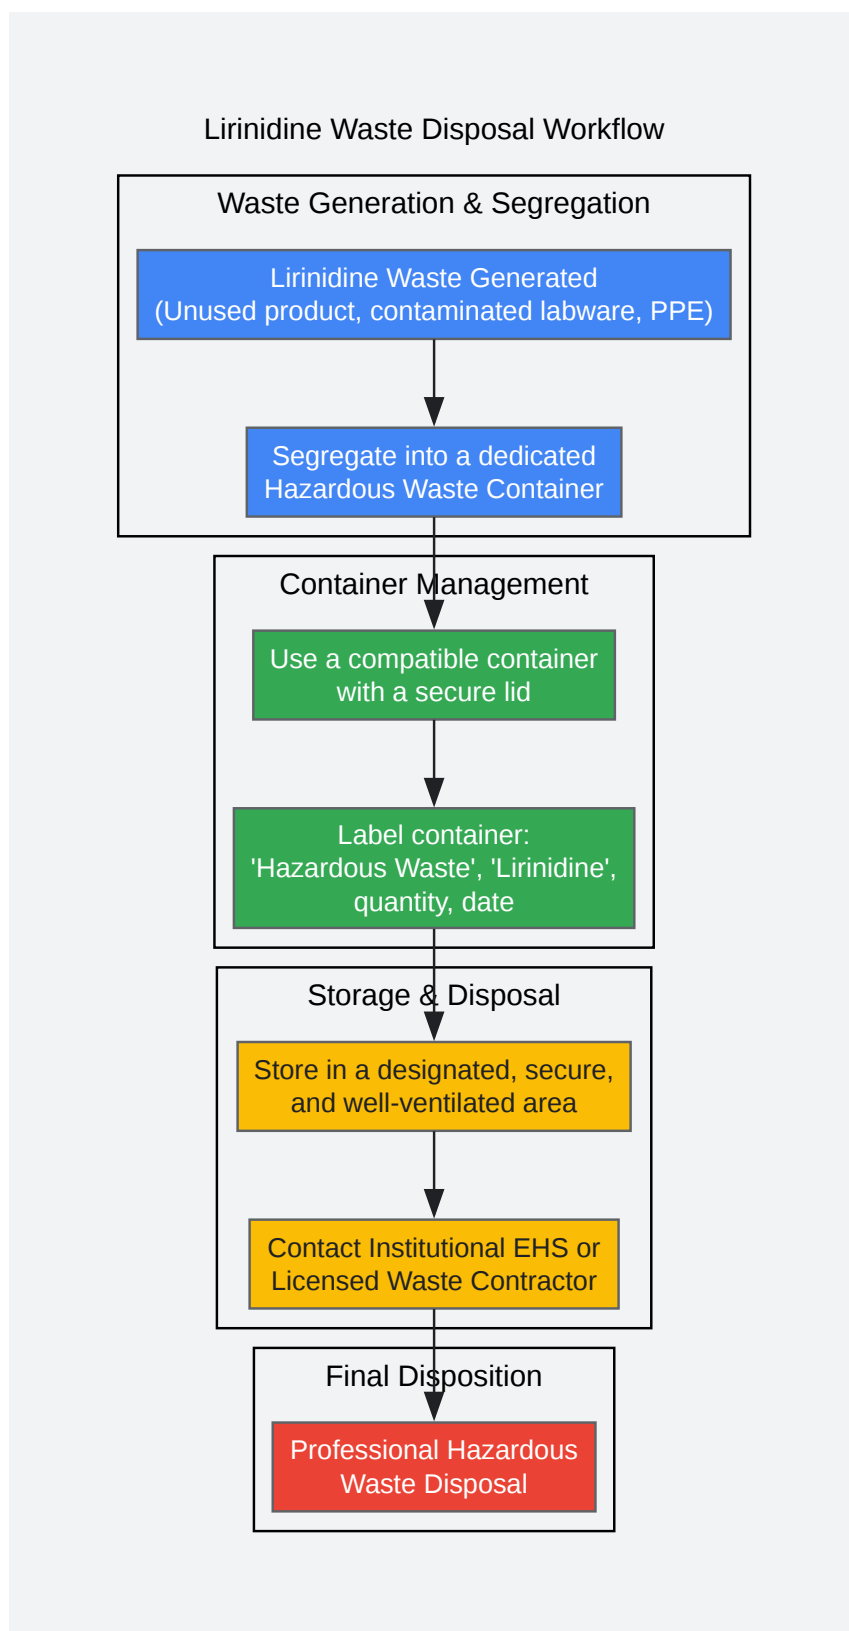 Lirinidine Waste Disposal Workflow
Waste Generation & Segregation
Lirinidine Waste Generated
(Unused product, contaminated labware, PPE)
Segregate into a dedicated
Hazardous Waste Container
Container Management
Use a compatible container
with a secure lid
Label container:
'Hazardous Waste', 'Lirinidine',
quantity, date
Storage & Disposal
Store in a designated, secure,
and well-ventilated area
Contact Institutional EHS or
Licensed Waste Contractor
Final Disposition
Professional Hazardous
Waste Disposal